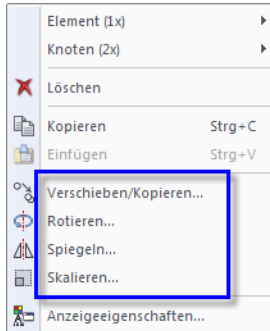 Element (1x)
Knoten (2x)
Löschen
Kopieren Strg+C
Einfügen Strg+V
Verschieben/Kopieren...
Rotieren...
Spiegeln...
Skalieren...
Anzeigeeigenschaften...